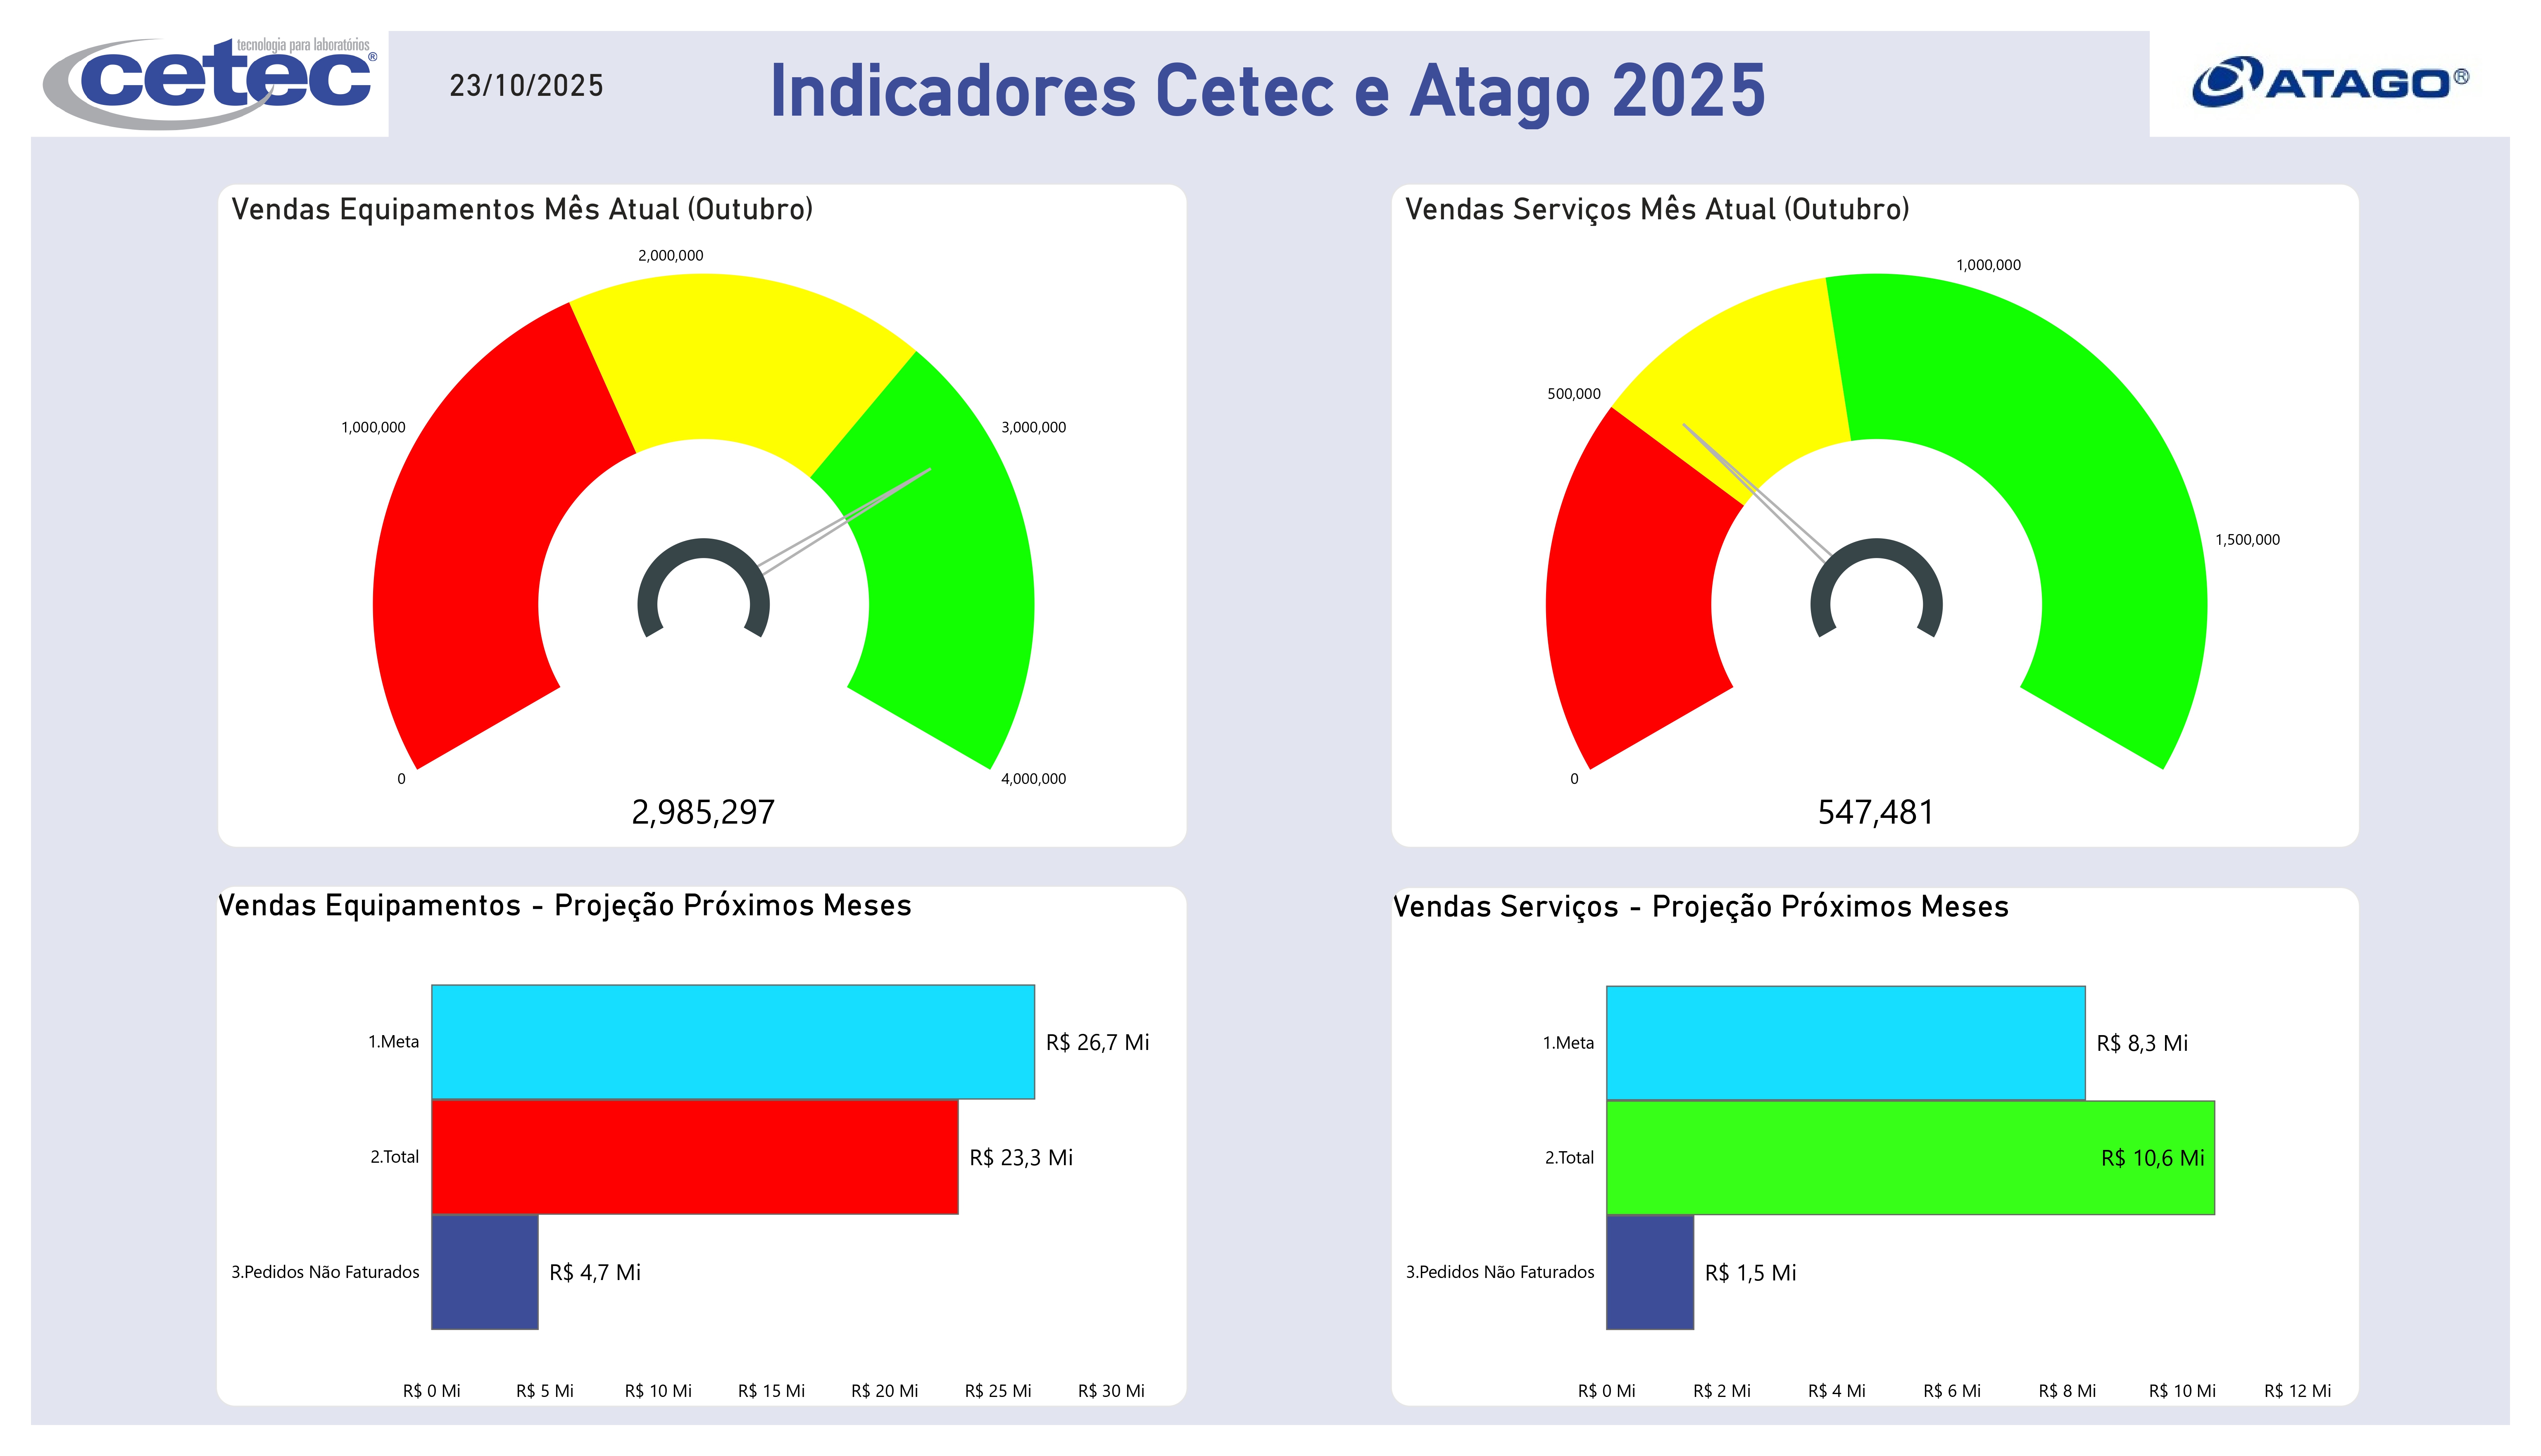 tecnologia para laboratórios
cetec®
23/10/2025
Indicadores Cetec e Atago 2025
ATAGO®
Vendas Equipamentos Mês Atual (Outubro)
2,000,000
1,000,000
3,000,000
0
4,000,000
2,985,297
Vendas Serviços Mês Atual (Outubro)
1,000,000
500,000
1,500,000
0
547,481
Vendas Equipamentos - Projeção Próximos Meses
1.Meta
R$ 26,7 Mi
2.Total
R$ 23,3 Mi
3.Pedidos Não Faturados
R$ 4,7 Mi
R$ 0 Mi R$ 5 Mi R$ 10 Mi R$ 15 Mi R$ 20 Mi R$ 25 Mi R$ 30 Mi
Vendas Serviços - Projeção Próximos Meses
1.Meta
R$ 8,3 Mi
2.Total
R$ 10,6 Mi
3.Pedidos Não Faturados
R$ 1,5 Mi
R$ 0 Mi R$ 2 Mi R$ 4 Mi R$ 6 Mi R$ 8 Mi R$ 10 Mi R$ 12 Mi